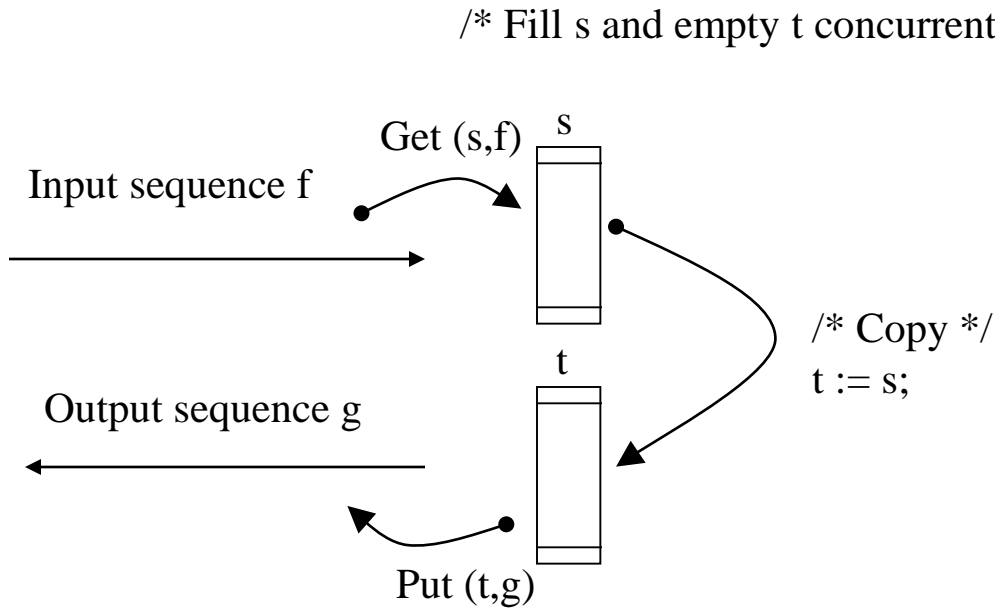 /* Fill s and empty t concurrent
Get (s,f)
s
Input sequence f
/* Copy */
t := s;
t
Output sequence g
Put (t,g)